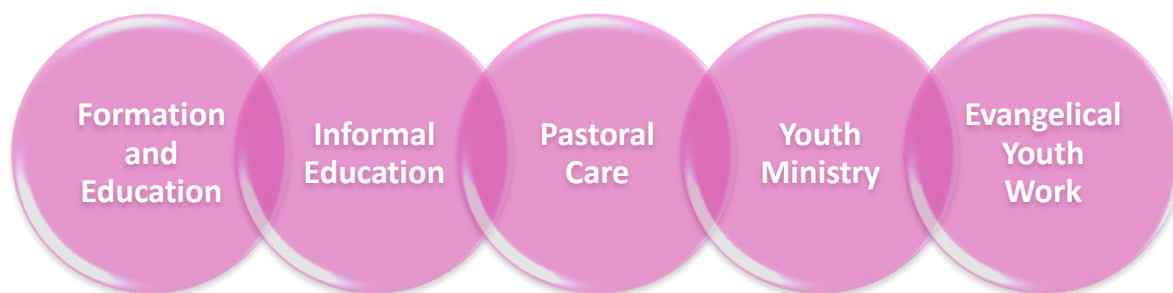 Formation
and
Education
Informal
Education
Pastoral
Care
Youth
Ministry
Evangelical
Youth
Work